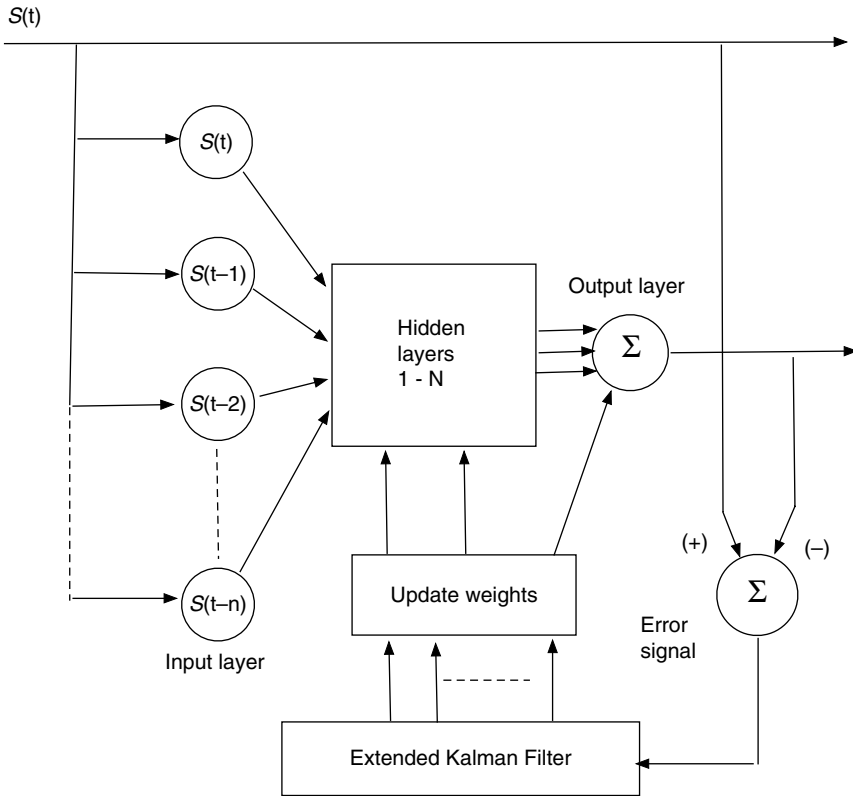 S(t)
S(t)
S(t–1)
S(t–2)
S(t–n)
Input layer
Hidden
layers
1 - N
Output layer
Σ
Update weights
(+)
(–)
Σ
Error
signal
Extended Kalman Filter